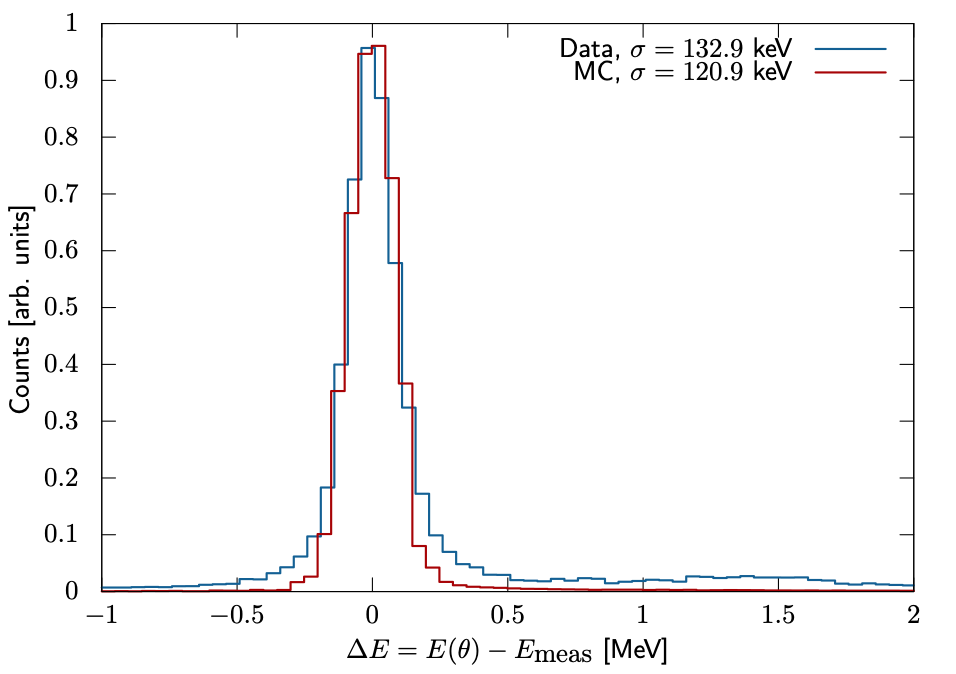 Data, σ = 132.9 keV
MC, σ = 120.9 keV
1
0.9
0.8
0.7
0.6
0.5
0.4
0.3
0.2
0.1
0
Counts [arb. units]
−1 −0.5 0 0.5 1 1.5 2
ΔE = E(θ) − Emeas [MeV]